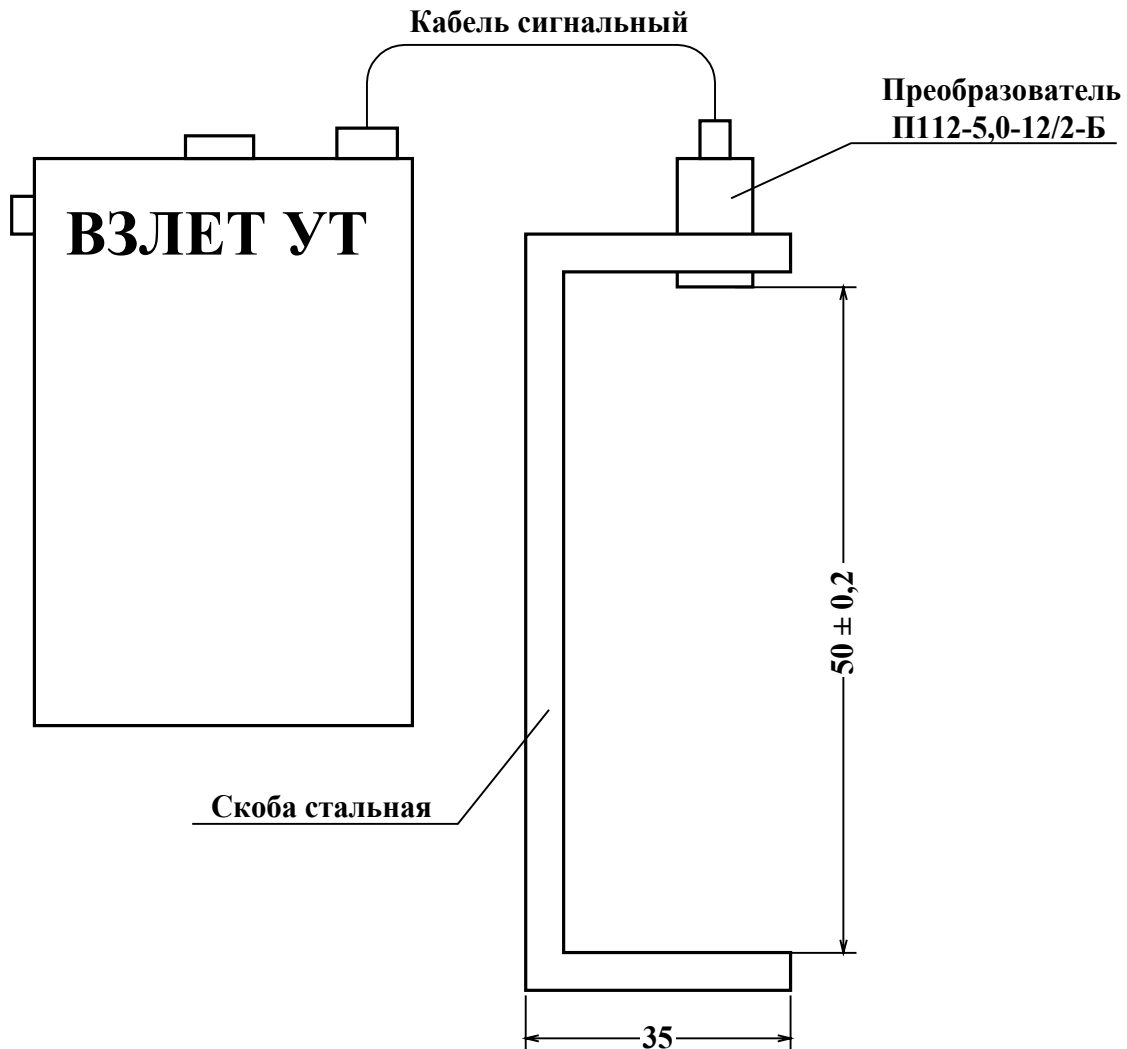 Кабель сигнальный
Преобразователь
П112-5,0-12/2-Б
ВЗЛЕТ УТ
50 ± 0,2
Скоба стальная
35